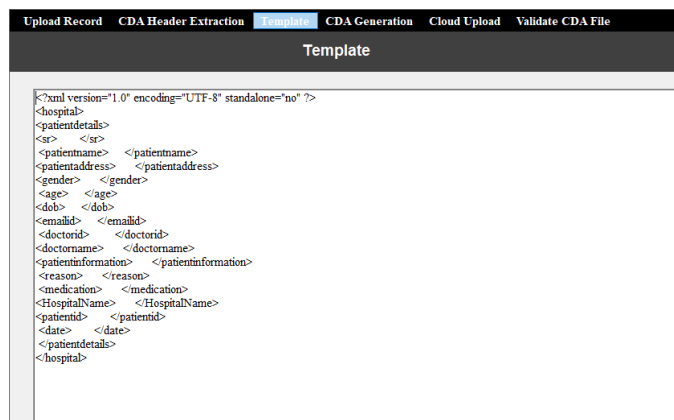 Upload Record CDA Header Extraction Template CDA Generation Cloud Upload Validate CDA File
Template
<?xml version="1.0" encoding="UTF-8" standalone="no" ?>
<hospital>
<patientdetails>
<sr> </sr>
<patientname> </patientname>
<patientaddress> </patientaddress>
<gender> </gender>
<age> </age>
<dob> </dob>
<emailid> </emailid>
<doctorid> </doctorid>
<doctorname> </doctorname>
<patientinformation> </patientinformation>
<reason> </reason>
<medication> </medication>
<HospitalName> </HospitalName>
<patientid> </patientid>
<date> </date>
</patientdetails>
</hospital>